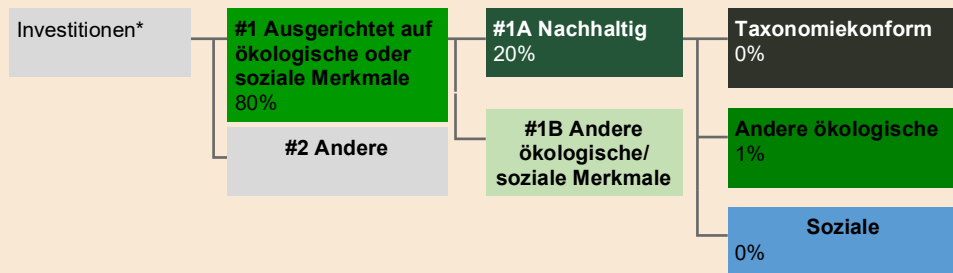 Investitionen*
#1 Ausgerichtet auf
ökologische oder
soziale Merkmale
80%
#2 Andere
#1A Nachhaltig
20%
#1B Andere
ökologische/
soziale Merkmale
Taxonomiekonform
0%
Andere ökologische
1%
Soziale
0%